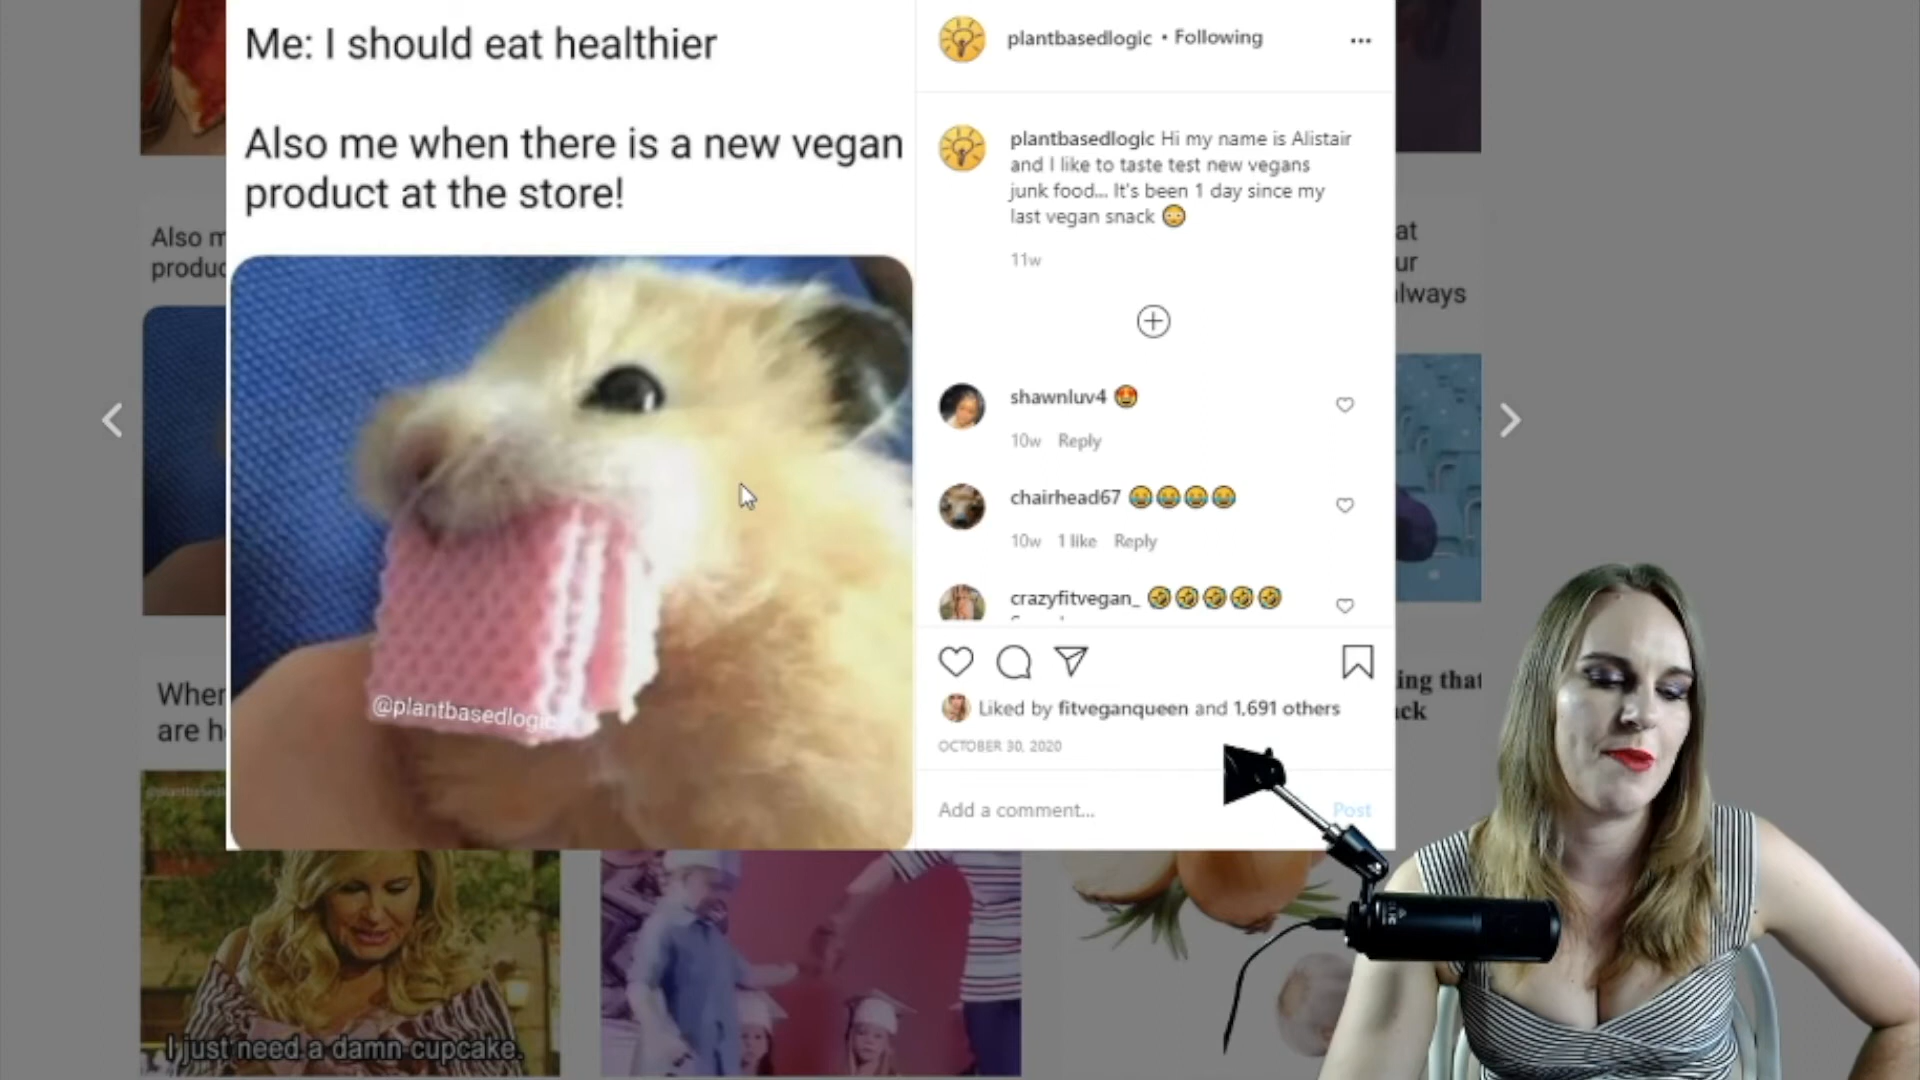 Me: I should eat healthier
Also me when there is a new vegan
product at the store!
@plantbasedlogic
plantbasedlogic • Following
plantbasedlogic Hi my name is Alistair
and I like to taste test new vegans
junk food... It's been 1 day since my
last vegan snack 😳
11w
shawnluv4 😍
10w Reply
chairhead67 😂😂😂😂
10w 1 like Reply
crazyfitvegan_ 🤣🤣🤣🤣🤣
Liked by fitveganqueen and 1,691 others
OCTOBER 30, 2020
Add a comment...
Post
Also m
produc
Wher
are h
I just need a damn cupcake.
at
ur
lways
ing that
ck